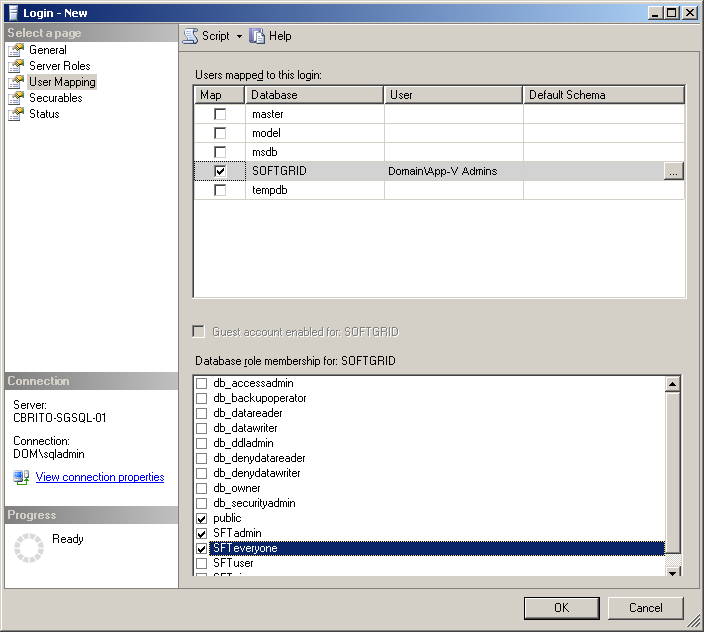 Login - New
Select a page
General
Server Roles
User Mapping
Securables
Status
Script Help
Users mapped to this login:
Map Database User Default Schema
master
model
msdb
SOFTGRID Domain\App-V Admins ...
tempdb
Guest account enabled for: SOFTGRID
Database role membership for: SOFTGRID
db_accessadmin
db_backupoperator
db_datareader
db_datawriter
db_ddladmin
db_denydatareader
db_denydatawriter
db_owner
db_securityadmin
public
SFTadmin
SFTeveryone
SFTuser
Connection
Server:
CBRITO-SGSQL-01
Connection:
DOM\sqladmin
View connection properties
Progress
Ready
OK Cancel